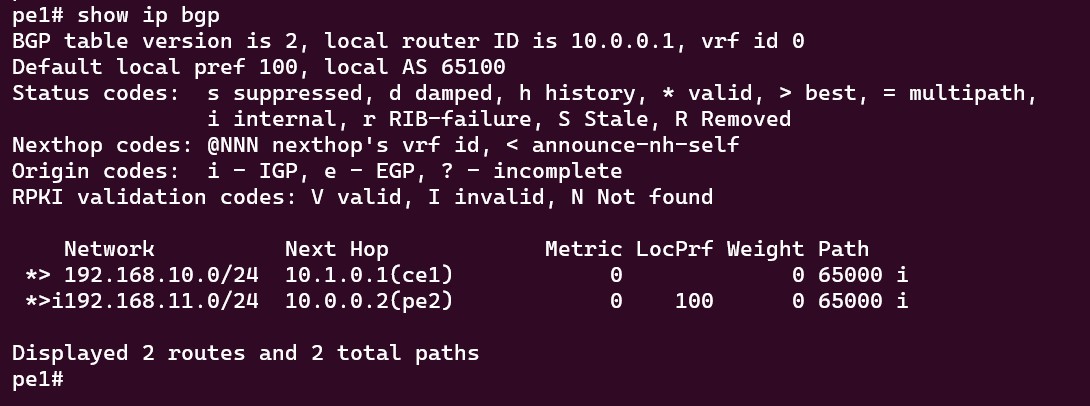 pe1# show ip bgp
BGP table version is 2, local router ID is 10.0.0.1, vrf id 0
Default local pref 100, local AS 65100
Status codes:  s suppressed, d damped, h history, * valid, > best, = multipath,
               i internal, r RIB-failure, S Stale, R Removed
Nexthop codes: @NNN nexthop's vrf id, < announce-nh-self
Origin codes:  i - IGP, e - EGP, ? - incomplete
RPKI validation codes: V valid, I invalid, N Not found

    Network          Next Hop            Metric LocPrf Weight Path
 *> 192.168.10.0/24  10.1.0.1(ce1)            0             0 65000 i
 *>i192.168.11.0/24  10.0.0.2(pe2)            0    100      0 65000 i

Displayed 2 routes and 2 total paths
pe1#